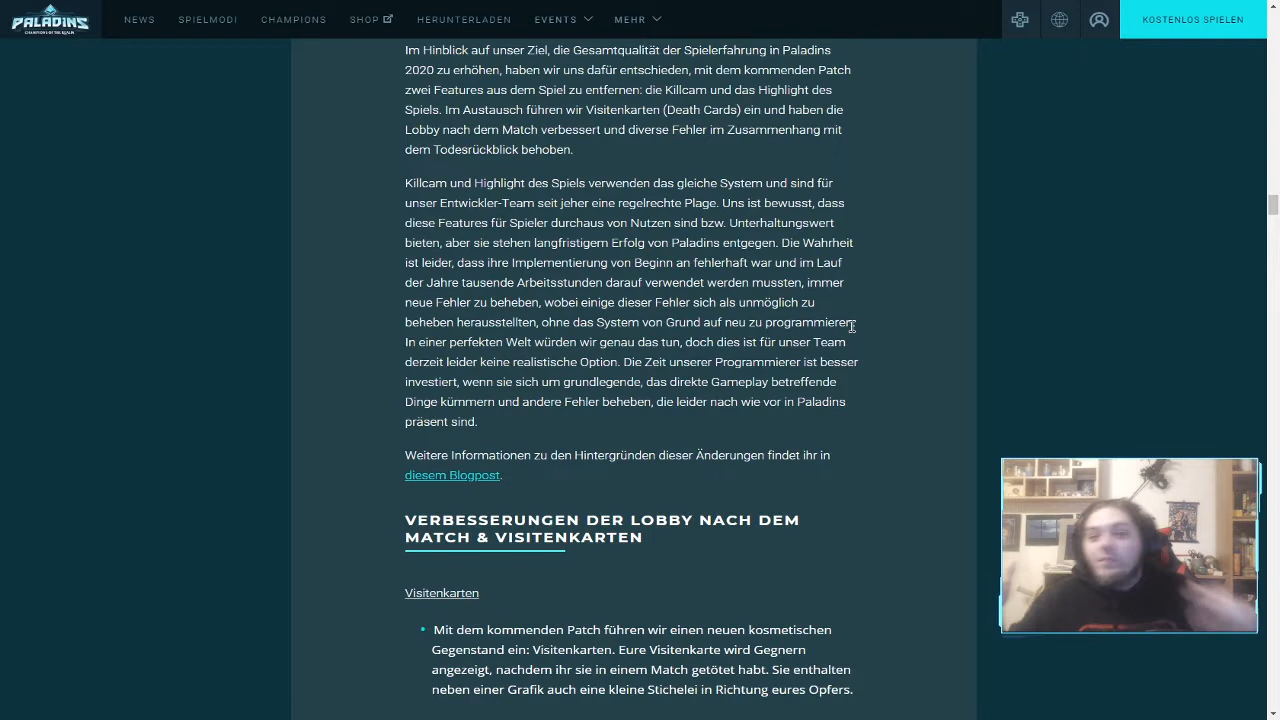 PALADINS
CHAMPIONS OF THE REALM
NEWS
SPIELMODI
CHAMPIONS
SHOP
HERUNTERLADEN
EVENTS
MEHR
KOSTENLOS SPIELEN
Im Hinblick auf unser Ziel, die Gesamtqualität der Spielerfahrung in Paladins
2020 zu erhöhen, haben wir uns dafür entschieden, mit dem kommenden Patch
zwei Features aus dem Spiel zu entfernen: die Killcam und das Highlight des
Spiels. Im Austausch führen wir Visitenkarten (Death Cards) ein und haben die
Lobby nach dem Match verbessert und diverse Fehler im Zusammenhang mit
dem Todesrückblick behoben.
Killcam und Highlight des Spiels verwenden das gleiche System und sind für
unser Entwickler-Team seit jeher eine regelrechte Plage. Uns ist bewusst, dass
diese Features für Spieler durchaus von Nutzen sind bzw. Unterhaltungswert
bieten, aber sie stehen langfristigem Erfolg von Paladins entgegen. Die Wahrheit
ist leider, dass ihre Implementierung von Beginn an fehlerhaft war und im Lauf
der Jahre tausende Arbeitsstunden darauf verwendet werden mussten, immer
neue Fehler zu beheben, wobei einige dieser Fehler sich als unmöglich zu
beheben herausstellten, ohne das System von Grund auf neu zu programmieren.
In einer perfekten Welt würden wir genau das tun, doch dies ist für unser Team
derzeit leider keine realistische Option. Die Zeit unserer Programmierer ist besser
investiert, wenn sie sich um grundlegende, das direkte Gameplay betreffende
Dinge kümmern und andere Fehler beheben, die leider nach wie vor in Paladins
präsent sind.
Weitere Informationen zu den Hintergründen dieser Änderungen findet ihr in
diesem Blogpost.
VERBESSERUNGEN DER LOBBY NACH DEM
MATCH & VISITENKARTEN
Visitenkarten
• Mit dem kommenden Patch führen wir einen neuen kosmetischen
Gegenstand ein: Visitenkarten. Eure Visitenkarte wird Gegnern
angezeigt, nachdem ihr sie in einem Match getötet habt. Sie enthalten
neben einer Grafik auch eine kleine Stichelei in Richtung eures Opfers.